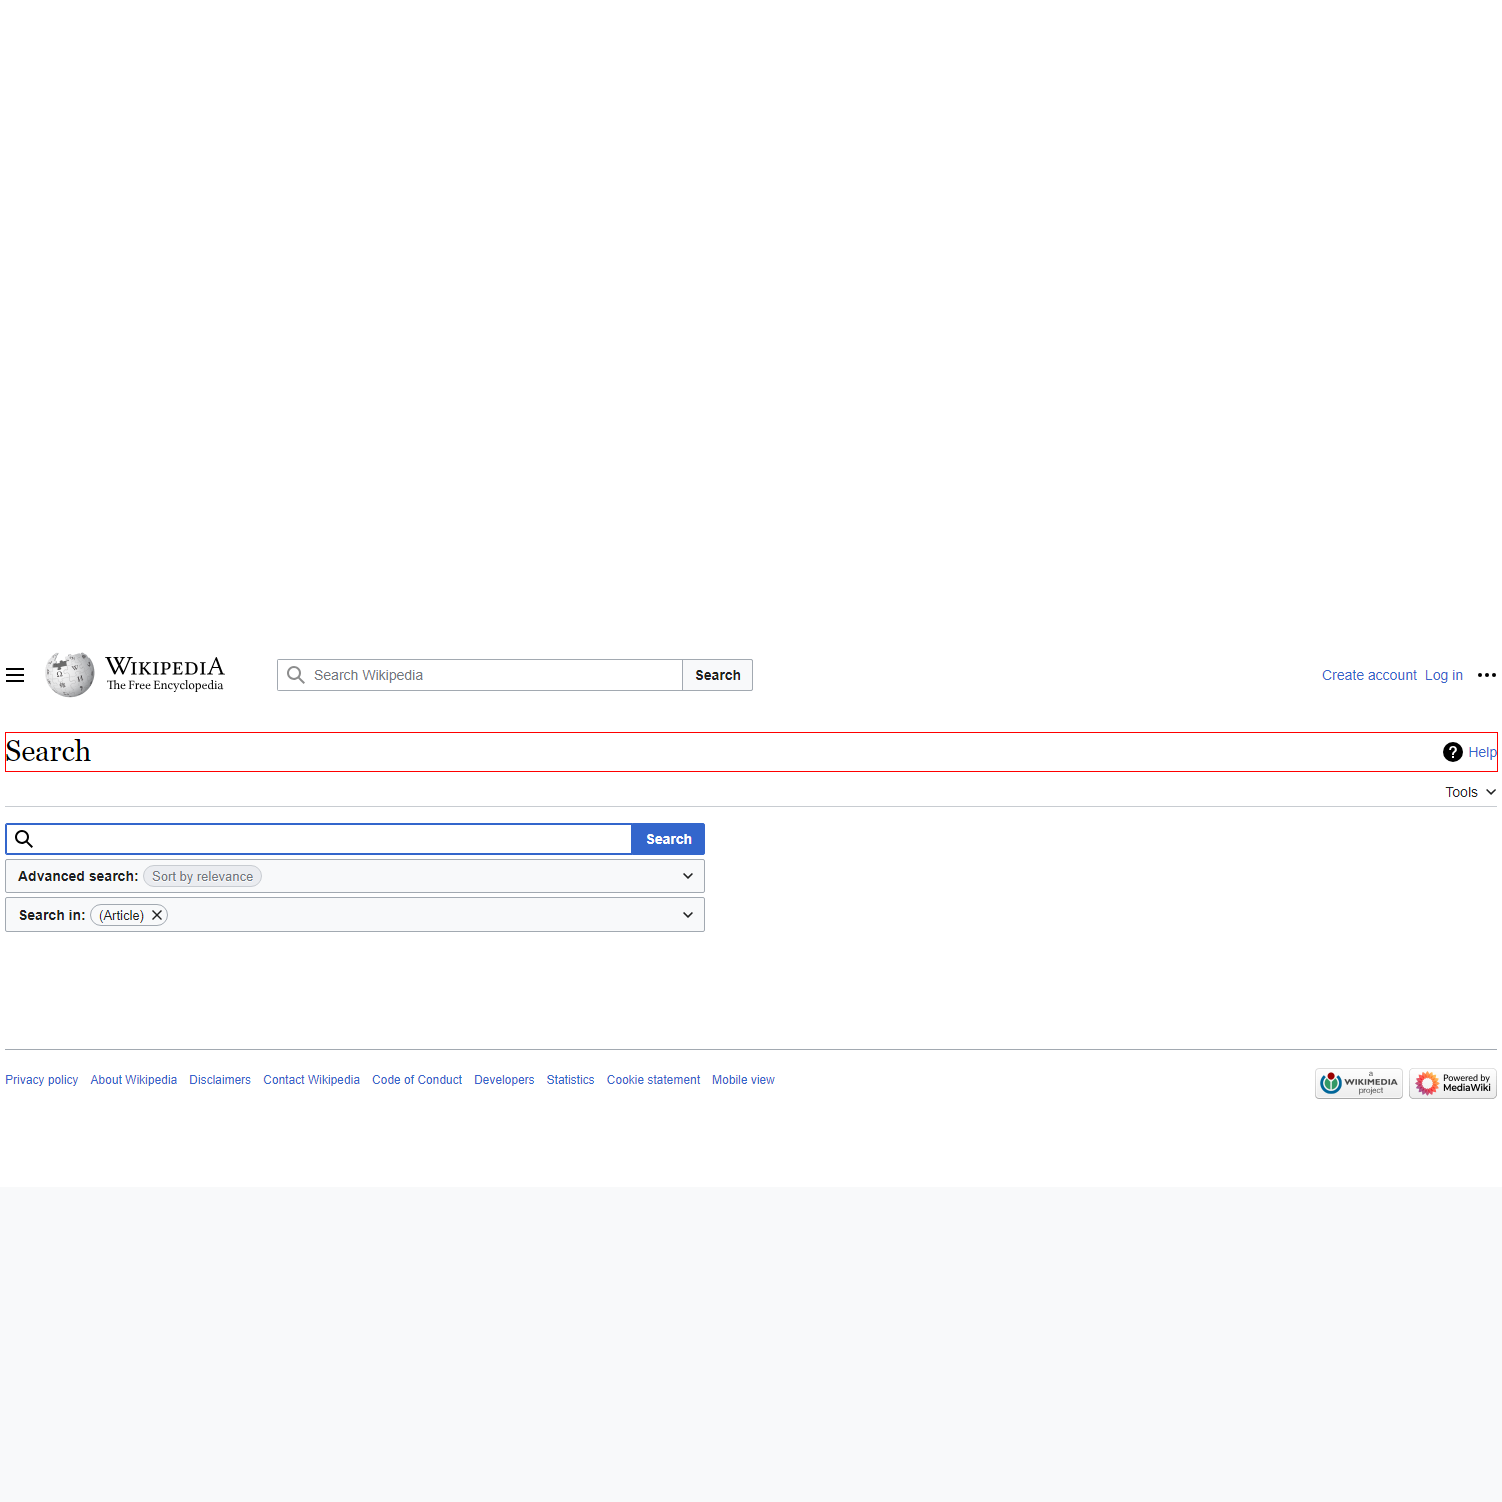 WIKIPEDIA
The Free Encyclopedia
Search Wikipedia
Search
Create account Log in
Search
? Help
Tools
Search
Advanced search: Sort by relevance
Search in: (Article)
Privacy policy About Wikipedia Disclaimers Contact Wikipedia Code of Conduct Developers Statistics Cookie statement Mobile view
a
WIKIMEDIA
project
Powered by
MediaWiki